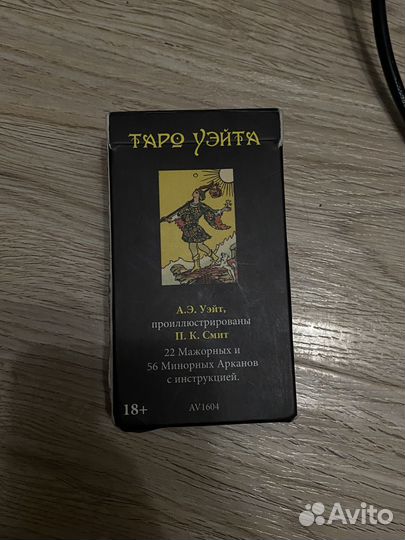 ТАРО УЭЙТА
А.Э. Уэйт,
проиллюстрированы
П. К. Смит
22 Мажорных и
56 Минорных Арканов
с инструкцией.
18+
AV1604
Avito